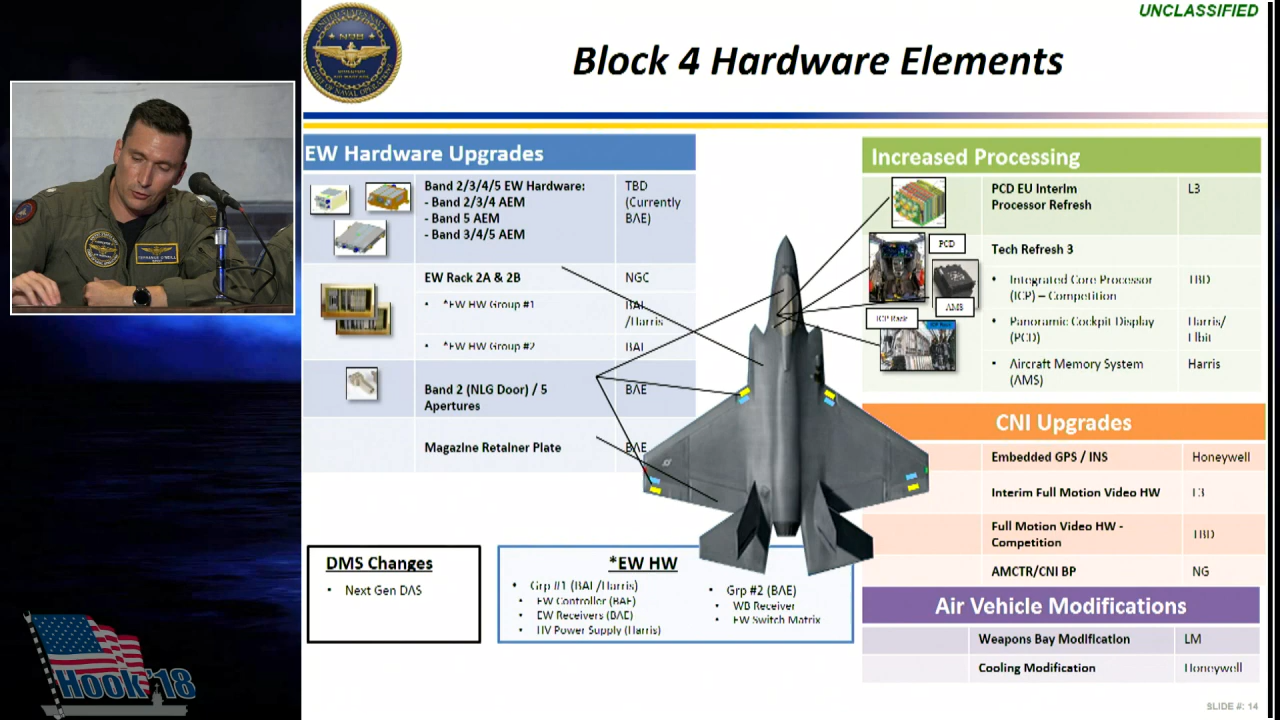 UNCLASSIFIED
Block 4 Hardware Elements
EW Hardware Upgrades
Band 2/3/4/5 EW Hardware:
- Band 2/3/4 AEM
- Band 5 AEM
- Band 3/4/5 AEM
TBD
(Currently
BAE)
EW Rack 2A & 2B
NGC
• *EW HW Group #1
BAE
/Harris
• *EW HW Group #2
BAE
Band 2 (NLG Door) / 5
Apertures
BAE
Magazine Retainer Plate
BAE
Increased Processing
PCD EU Interim
Processor Refresh
L3
PCD
AMS
ICP Rack
Tech Refresh 3
• Integrated Core Processor
(ICP) – Competition
TBD
• Panoramic Cockpit Display
(PCD)
Harris/
Elbit
• Aircraft Memory System
(AMS)
Harris
CNI Upgrades
Embedded GPS / INS
Honeywell
Interim Full Motion Video HW
L3
Full Motion Video HW -
Competition
TBD
AMCTR/CNI BP
NG
Air Vehicle Modifications
Weapons Bay Modification
LM
Cooling Modification
Honeywell
DMS Changes
• Next Gen DAS
*EW HW
• Grp #1 (BAE/Harris)
• EW Controller (BAE)
• EW Receivers (BAE)
• HV Power Supply (Harris)
• Grp #2 (BAE)
• WB Receiver
• EW Switch Matrix
Hook '18
SLIDE #: 14